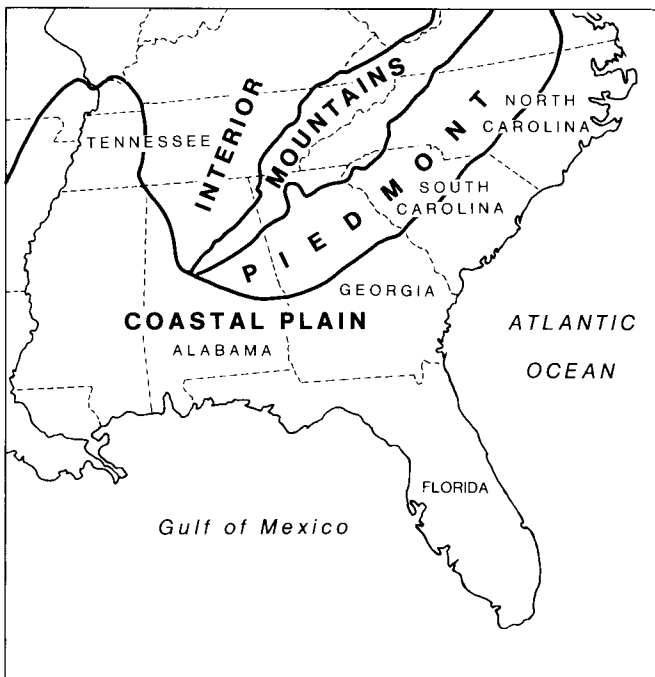 INTERIOR
MOUNTAINS
PIEDMONT
TENNESSEE
NORTH
CAROLINA
SOUTH
CAROLINA
GEORGIA
COASTAL PLAIN
ALABAMA
ATLANTIC
OCEAN
FLORIDA
Gulf of Mexico